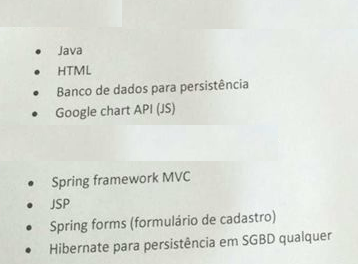 • Java
• HTML
• Banco de dados para persistência
• Google chart API (JS)
• Spring framework MVC
• JSP
• Spring forms (formulário de cadastro)
• Hibernate para persistência em SGBD qualquer